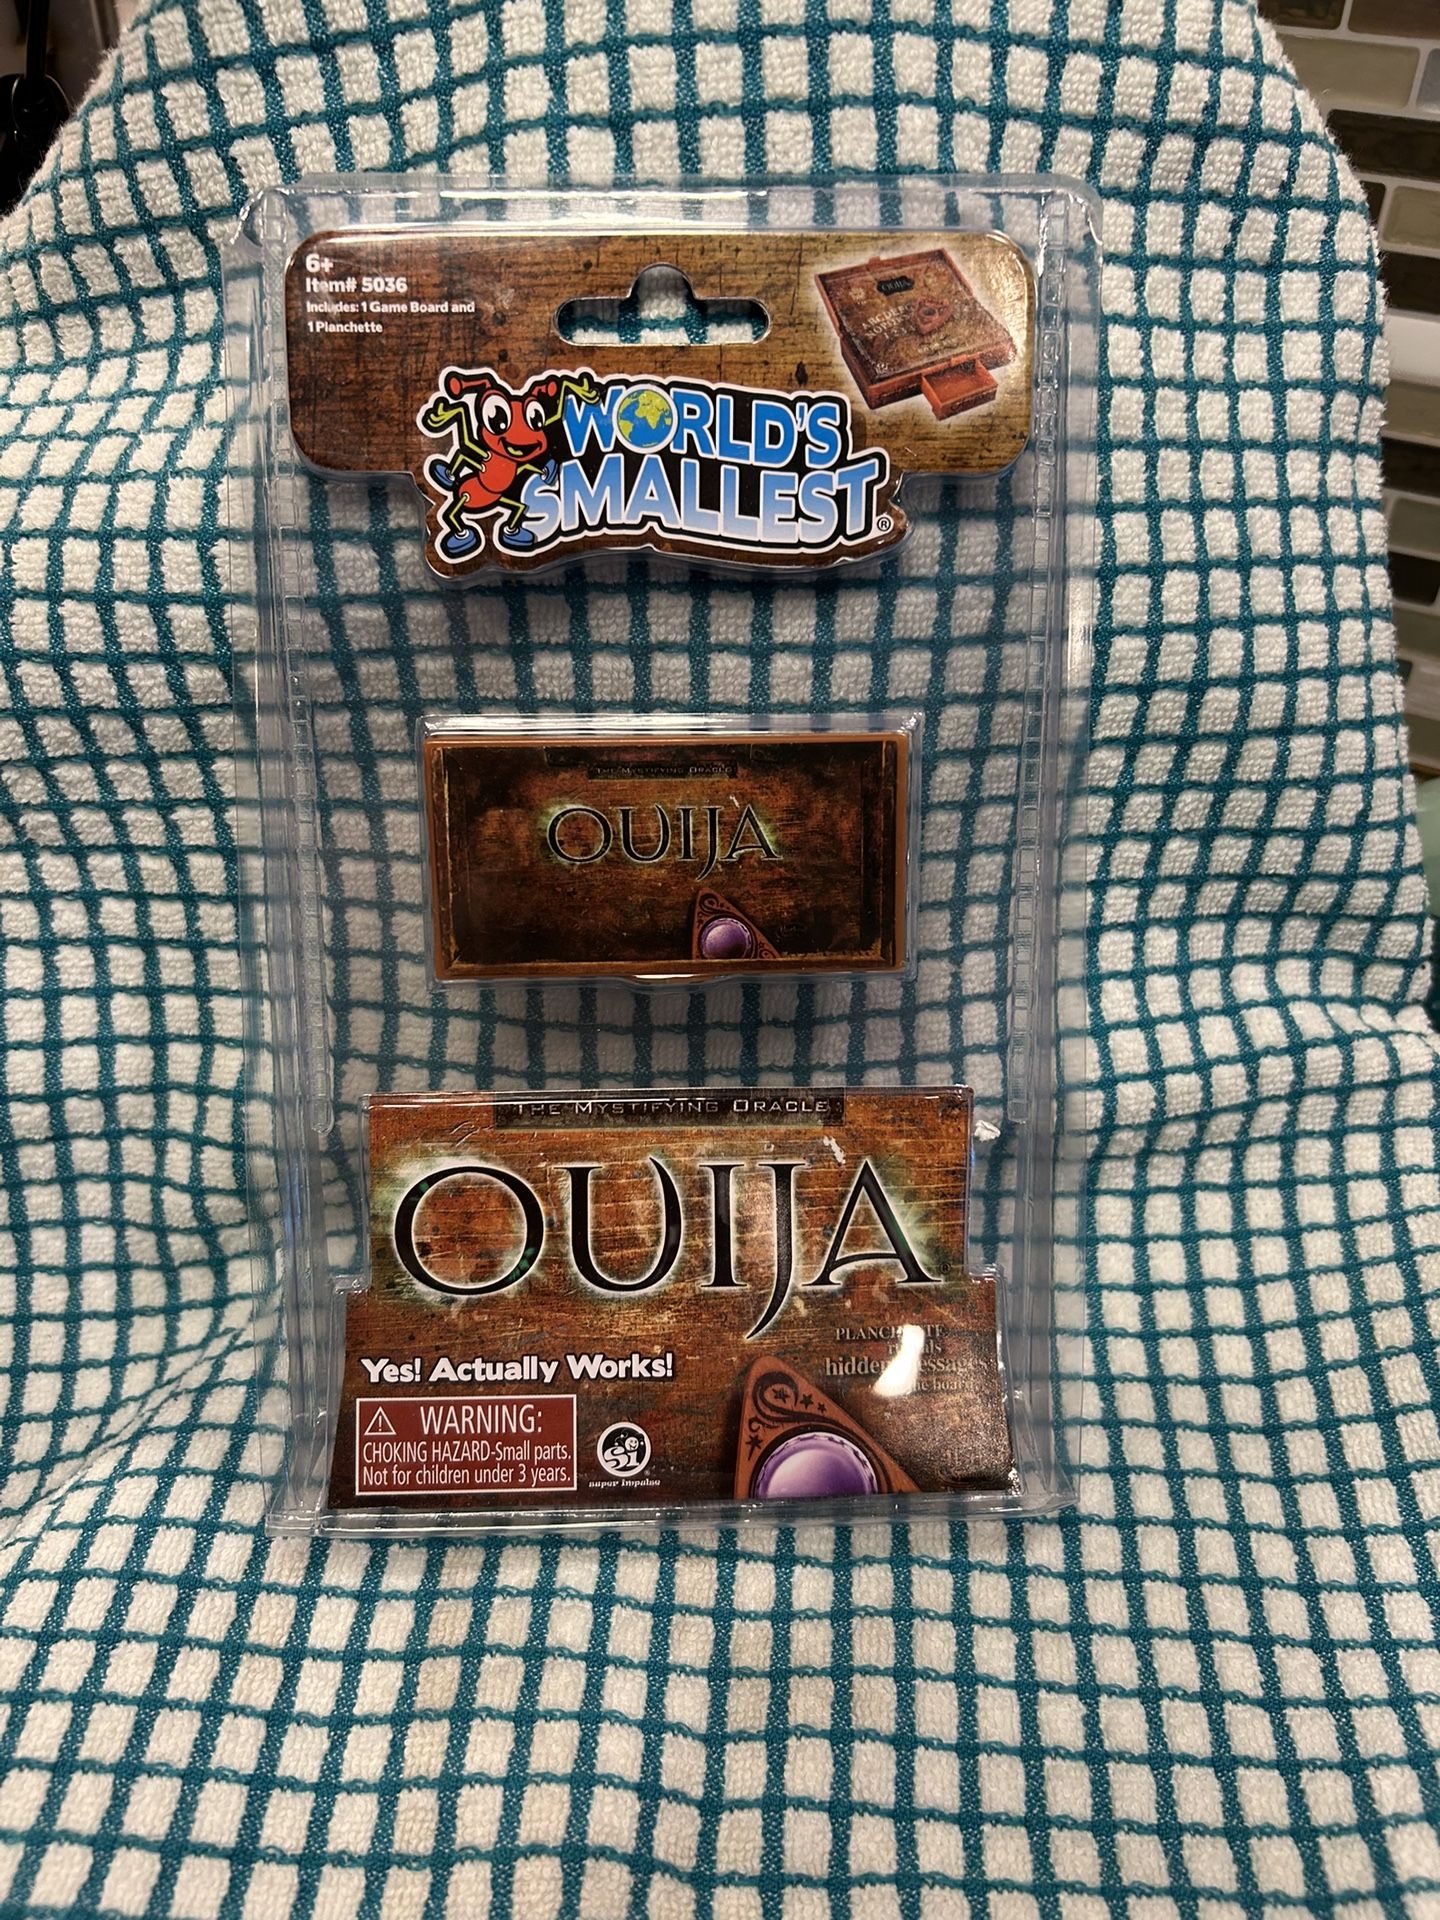 6+
Item# 5036
Includes: 1 Game Board and
1 Planchette
OUIJA
WORLD'S
SMALLEST®
THE MYSTIFYING ORACLE
OUIJA
THE MYSTIFYING ORACLE
OUIJA
PLANCHETTE
hidden messages
Yes! Actually Works!
WARNING:
CHOKING HAZARD-Small parts.
Not for children under 3 years.
super impulse